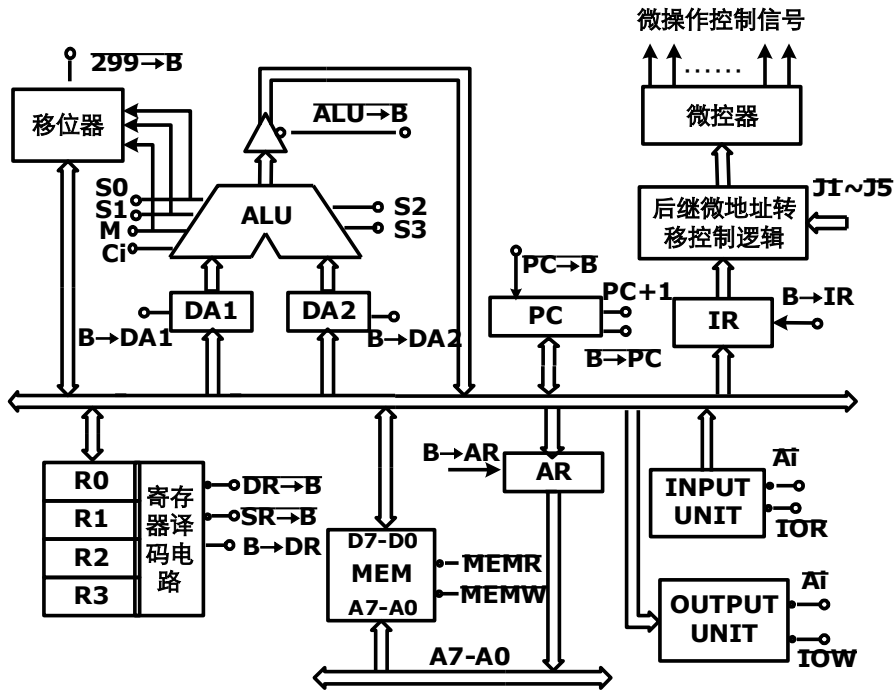 微操作控制信号
......
微控器
299→B
移位器
ALU→B
S0
S1
M
Ci
ALU
S2
S3
后继微地址转
移控制逻辑
J1~J5
PC→B
PC+1
B→PC
PC
B→IR
IR
DA1
DA2
B→DA1
B→DA2
B→AR
AR
R0
R1
R2
R3
寄存
器译
码电
路
DR→B
SR→B
B→DR
D7-D0
MEM
A7-A0
MEMR
MEMW
INPUT
UNIT
Ai
IOR
OUTPUT
UNIT
Ai
IOW
A7-A0